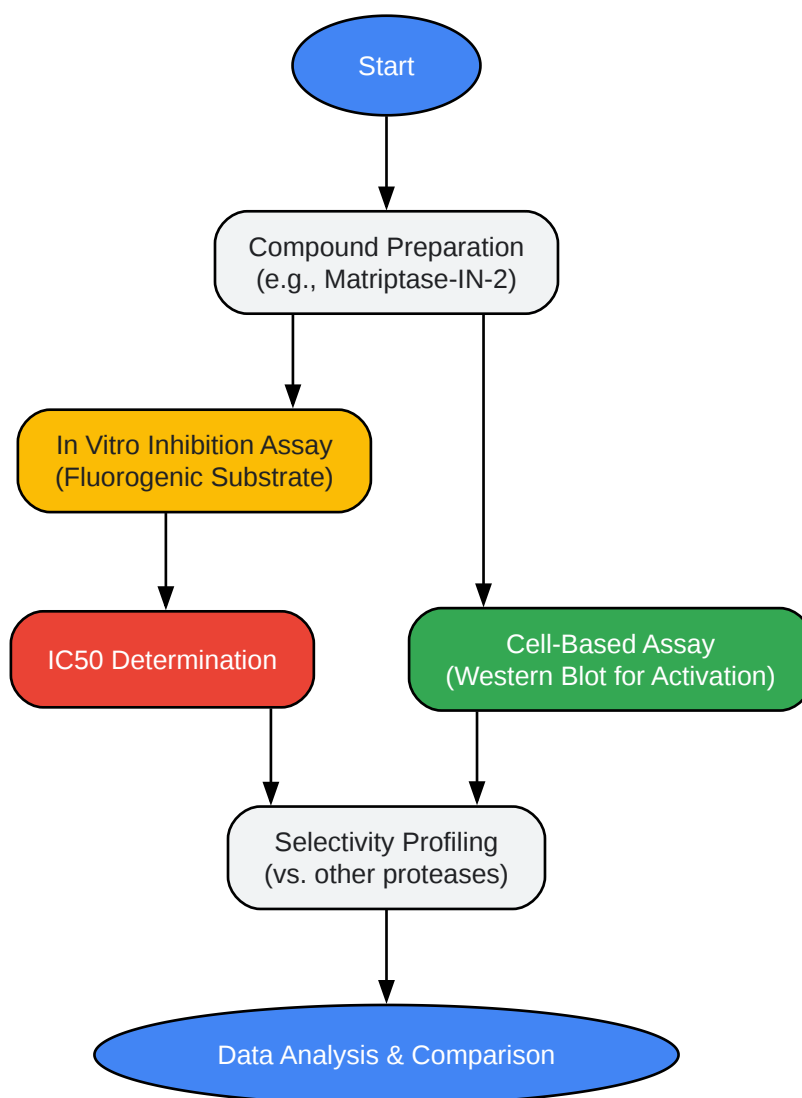 Start
Compound Preparation
(e.g., Matriptase-IN-2)
In Vitro Inhibition Assay
(Fluorogenic Substrate)
IC50 Determination
Cell-Based Assay
(Western Blot for Activation)
Selectivity Profiling
(vs. other proteases)
Data Analysis & Comparison